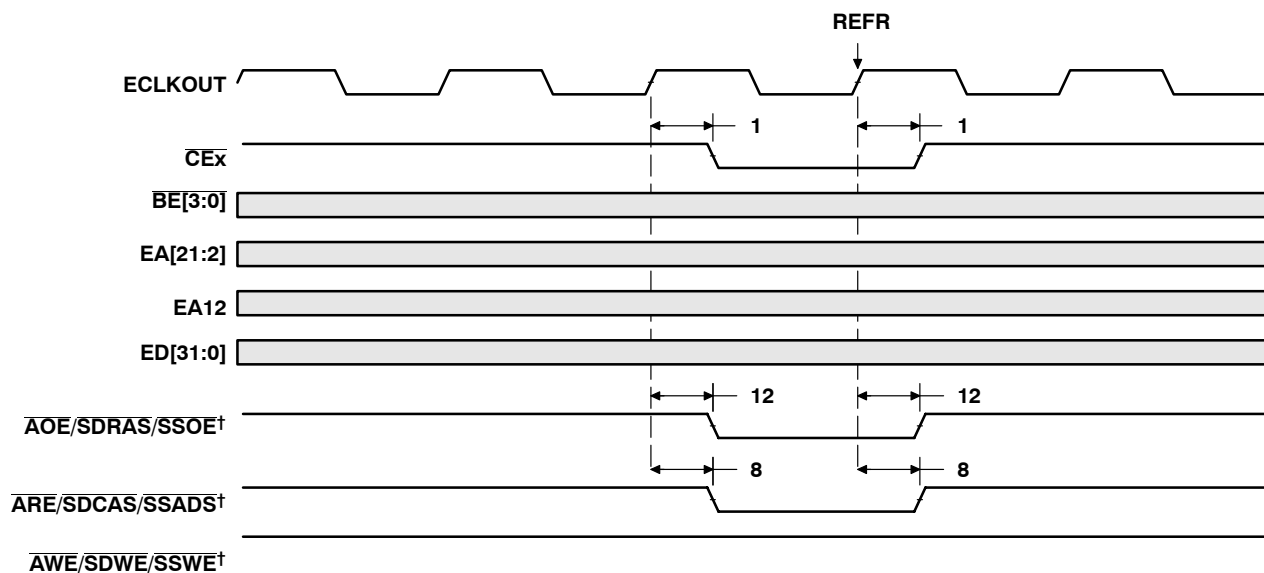 REFR
ECLKOUT
1 1
CEx
BE[3:0]
EA[21:2]
EA12
ED[31:0]
12 12
AOE/SDRAS/SSOE†
8 8
ARE/SDCAS/SSADS†
AWE/SDWE/SSWE†